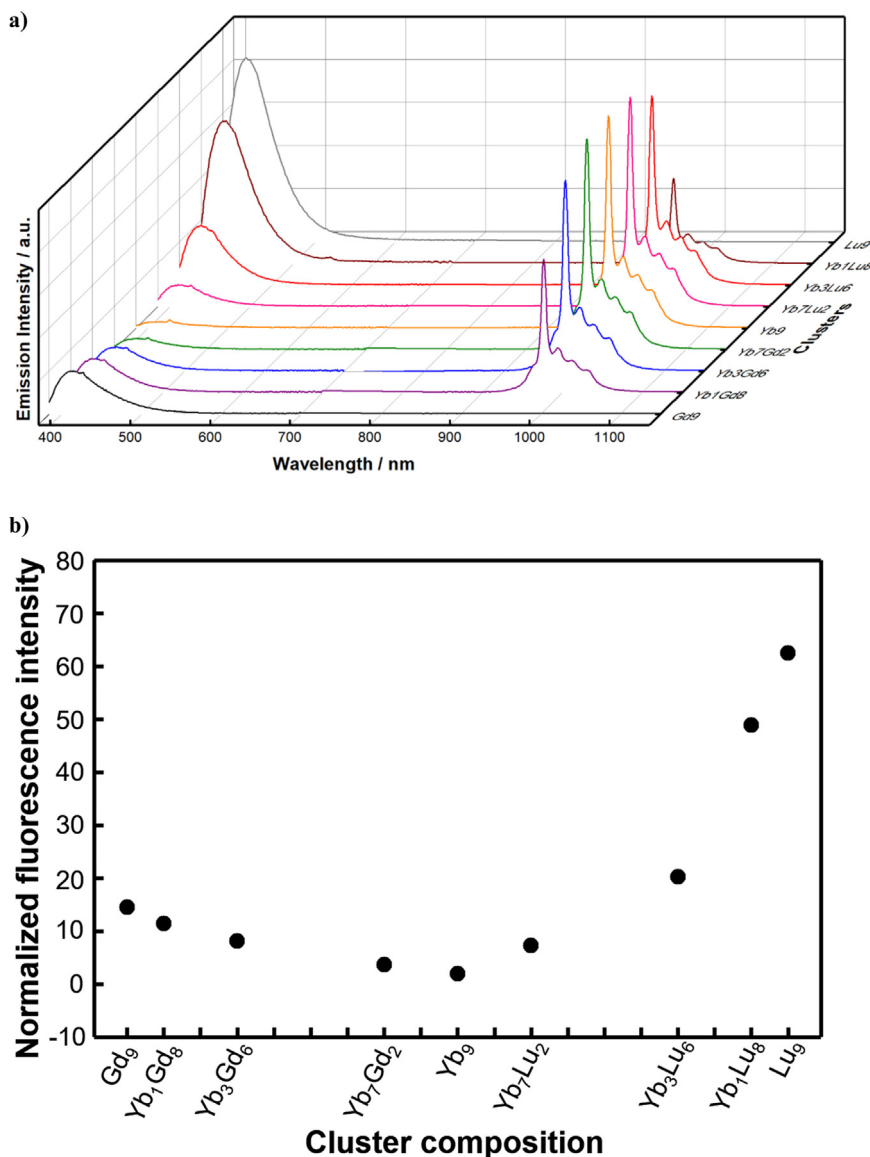 a)
Emission Intensity / a.u.
400 500 600 700 800 900 1000 1100
Wavelength / nm
Lu9
Yb1Lu8
Yb3Lu6
Yb7Lu2
Yb9
Yb7Gd2
Yb3Gd6
Yb1Gd8
Gd9
Clusters
b)
Normalized fluorescence intensity
80
70
60
50
40
30
20
10
0
-10
Gd₉ Yb₁Gd₈ Yb₃Gd₆ Yb₇Gd₂ Yb₉ Yb₇Lu₂ Yb₃Lu₆ Yb₁Lu₈ Lu₉
Cluster composition